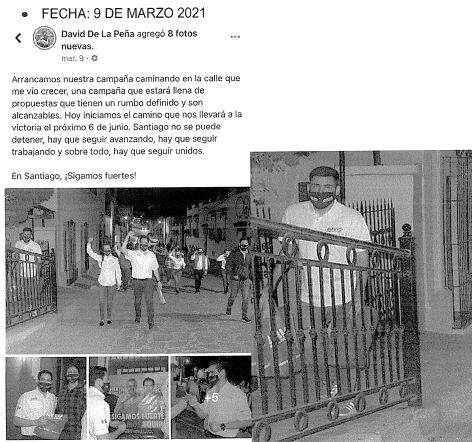 • FECHA: 9 DE MARZO 2021
David De La Peña agregó 8 fotos
nuevas.
mar. 9 ·
Arrancamos nuestra campaña caminando en la calle que
me vio crecer, una campaña que estará llena de
propuestas que tienen un rumbo definido y son
alcanzables. Hoy iniciamos el camino que nos llevará a la
victoria el próximo 6 de junio. Santiago no se puede
detener, hay que seguir avanzando, hay que seguir
trabajando y sobre todo, hay que seguir unidos.
En Santiago, ¡Sigamos fuertes!
SIGAMOS FUERTES
+5